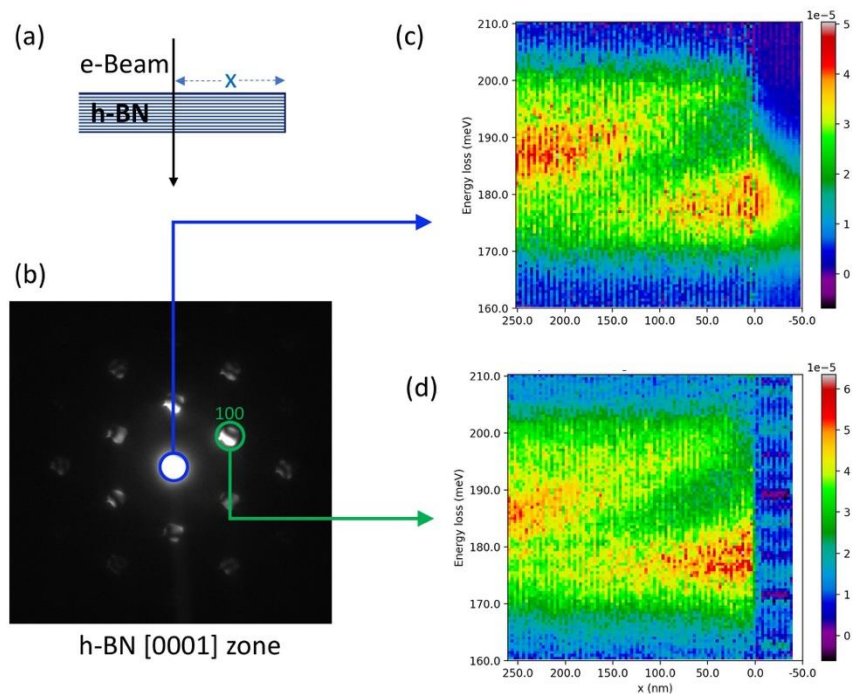 (a)
e-Beam
x
h-BN
(b)
100
h-BN [0001] zone
(c)
1e−5
210.0
200.0
190.0
180.0
170.0
160.0
Energy loss (meV)
250.0 200.0 150.0 100.0 50.0 0.0 -50.0
5
4
3
2
1
0
(d)
1e−5
210.0
200.0
190.0
180.0
170.0
160.0
Energy loss (meV)
250.0 200.0 150.0 100.0 50.0 0.0 -50.0
x (nm)
6
5
4
3
2
1
0